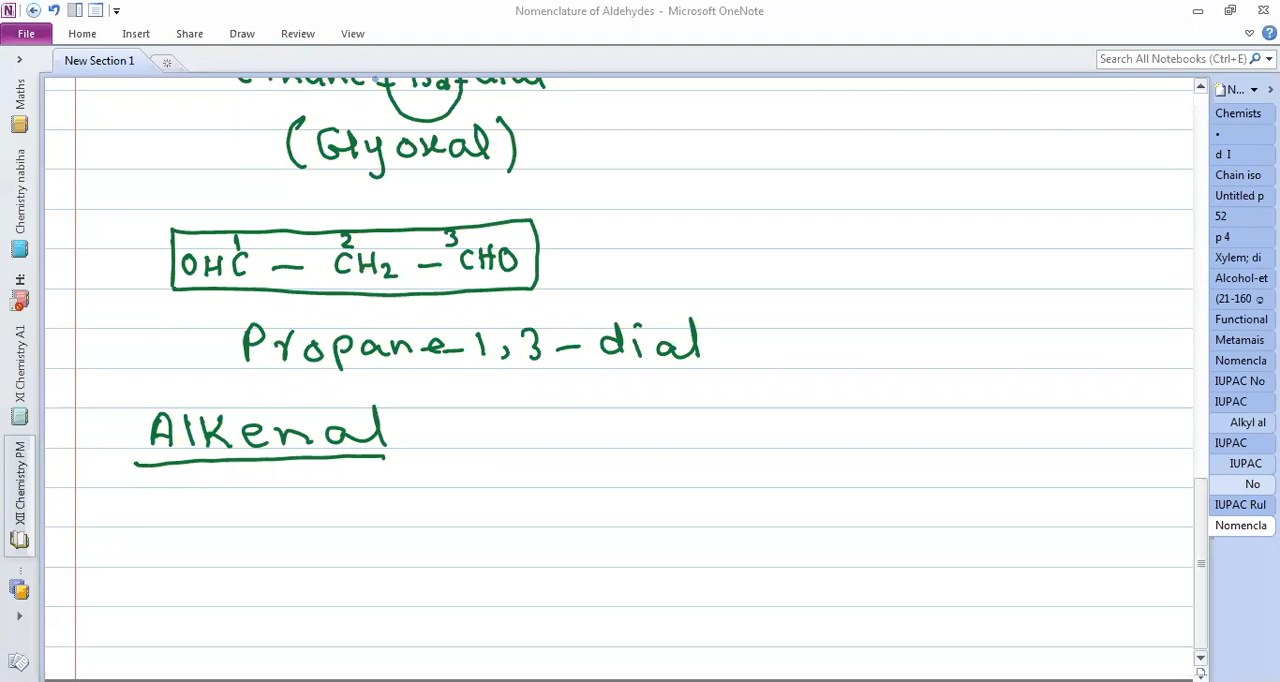 Nomenclature of Aldehydes - Microsoft OneNote
File Home Insert Share Draw Review View
New Section 1
Search All Notebooks (Ctrl+E)
N...
Maths
Chemistry nabiha
H:
XI Chemistry A1
XII Chemistry PM
(Glyoxal)
1 2 3
OHC — CH2 — CHO
Propane-1,3-dial
Alkenal
Chemists
•
d I
Chain iso
Untitled p
52
p 4
Xylem; di
Alcohol-et
(21-160 ☺
Functional
Metamais
Nomencla
IUPAC No
IUPAC
Alkyl al
IUPAC
IUPAC
No
IUPAC Rul
Nomencla